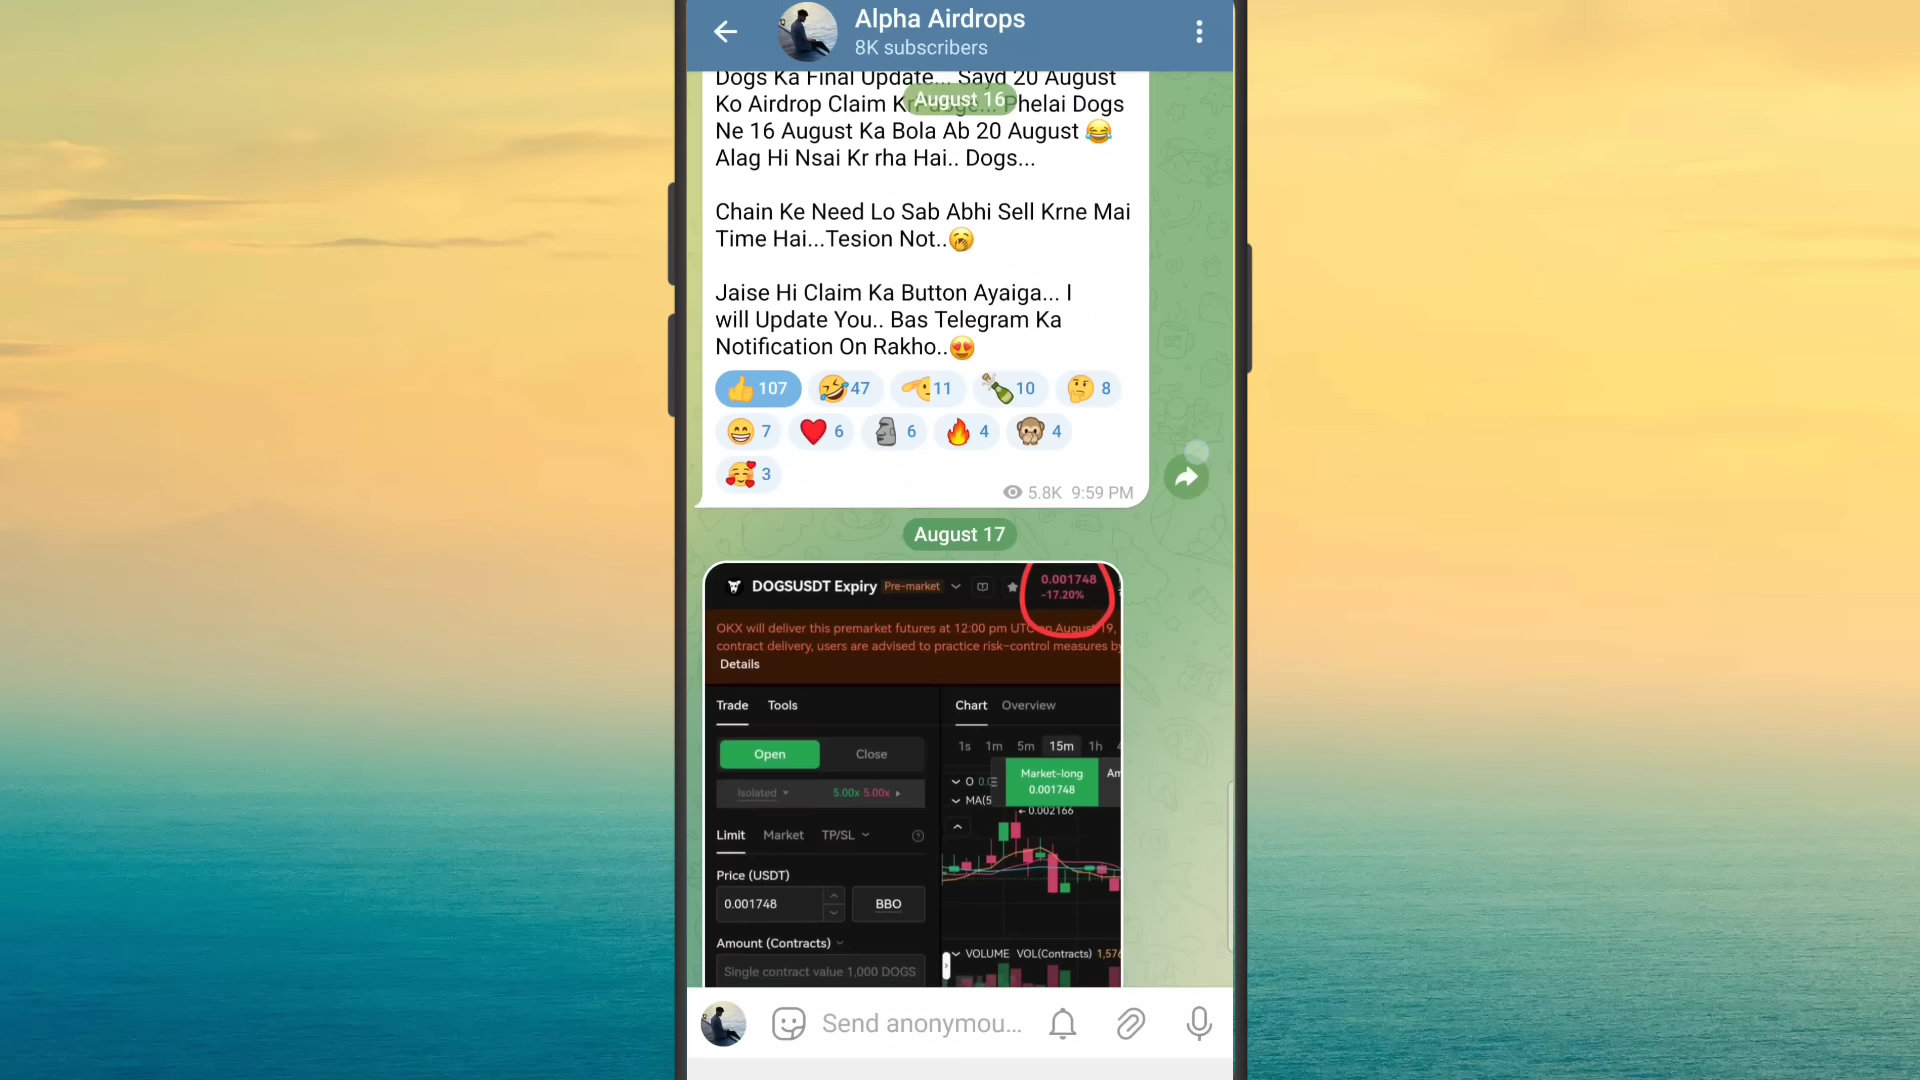 Alpha Airdrops
8K subscribers
Dogs Ka Final Update... Sayd 20 August
August 16
Ko Airdrop Claim Phelai Dogs
Ne 16 August Ka Bola Ab 20 August 😂
Alag Hi Nsai Kr rha Hai.. Dogs...
Chain Ke Need Lo Sab Abhi Sell Krne Mai
Time Hai...Tesion Not..🥱
Jaise Hi Claim Ka Button Ayaiga... I
will Update You.. Bas Telegram Ka
Notification On Rakho..😍
👍 107 🤣 47 🫡 11 🍾 10 🤔 8
😁 7 ❤️ 6 🗿 6 🔥 4 🙊 4
🥰 3
5.8K 9:59 PM
August 17
DOGSUSDT Expiry Pre-market 0.001748
-17.20%
OKX will deliver this premarket futures at 12:00 pm UTC on August 19,
contract delivery, users are advised to practice risk-control measures by
Details
Trade Tools Chart Overview
1s 1m 5m 15m 1h
Open Close
Market-long
0.001748
Isolated 5.00x 5.00x
MA(5
0.002166
Limit Market TP/SL
Price (USDT)
0.001748 BBO
Amount (Contracts)
VOLUME VOL(Contracts) 1,576
Single contract value 1,000 DOGS
Send anonymou...